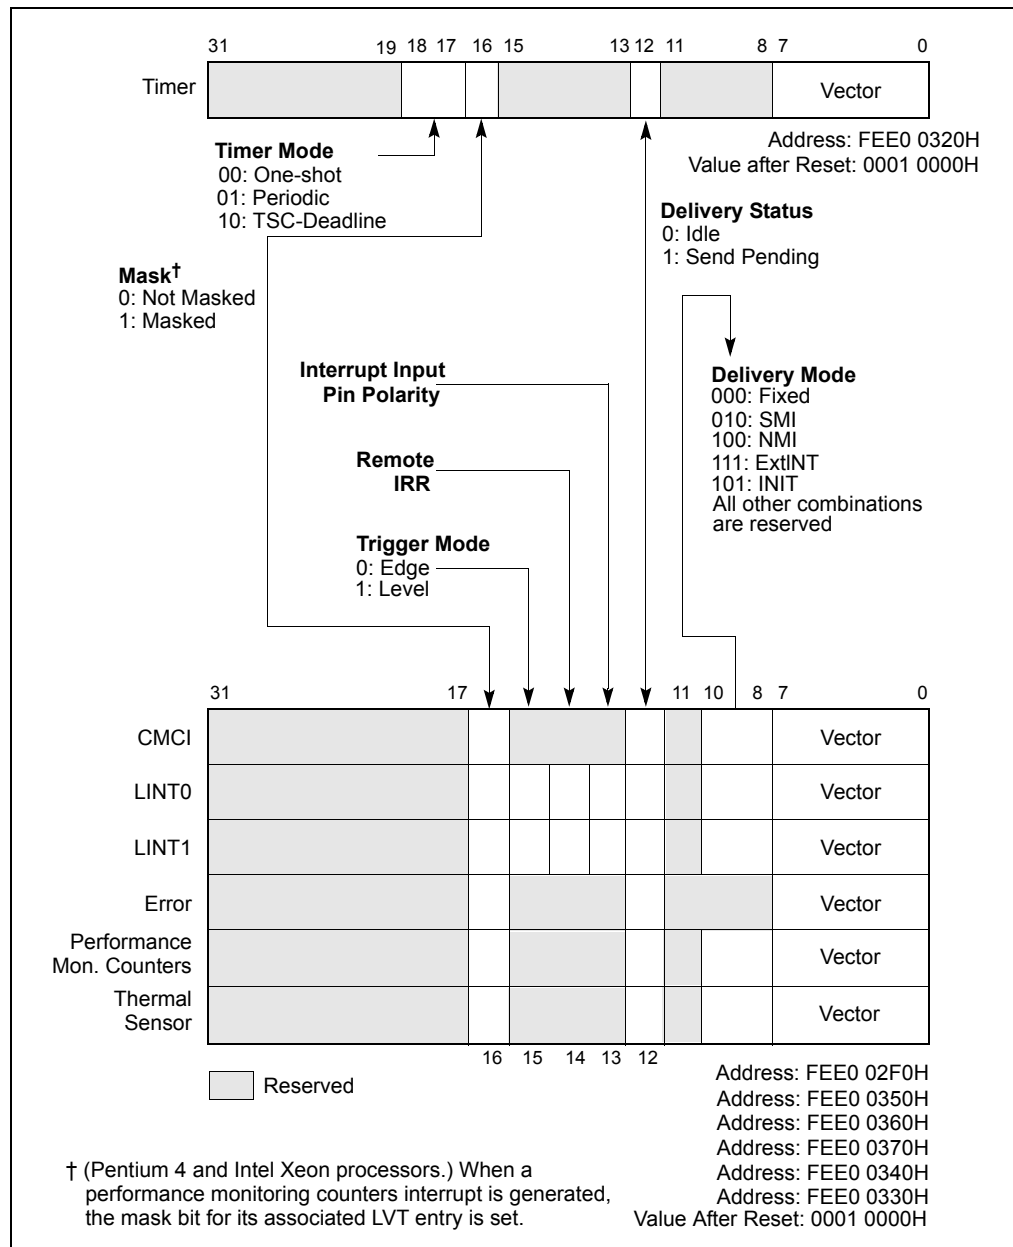 31 19 18 17 16 15 13 12 11 8 7 0
Timer Vector
Address: FEE0 0320H
Value after Reset: 0001 0000H
Timer Mode
00: One-shot
01: Periodic
10: TSC-Deadline
Delivery Status
0: Idle
1: Send Pending
Mask†
0: Not Masked
1: Masked
Interrupt Input
Pin Polarity
Delivery Mode
000: Fixed
010: SMI
100: NMI
111: ExtINT
101: INIT
All other combinations
are reserved
Remote
IRR
Trigger Mode
0: Edge
1: Level
31 17 11 10 8 7 0
CMCI Vector
LINT0 Vector
LINT1 Vector
Error Vector
Performance
Mon. Counters Vector
Thermal
Sensor Vector
16 15 14 13 12
Reserved
Address: FEE0 02F0H
Address: FEE0 0350H
Address: FEE0 0360H
Address: FEE0 0370H
Address: FEE0 0340H
Address: FEE0 0330H
Value After Reset: 0001 0000H
† (Pentium 4 and Intel Xeon processors.) When a
performance monitoring counters interrupt is generated,
the mask bit for its associated LVT entry is set.